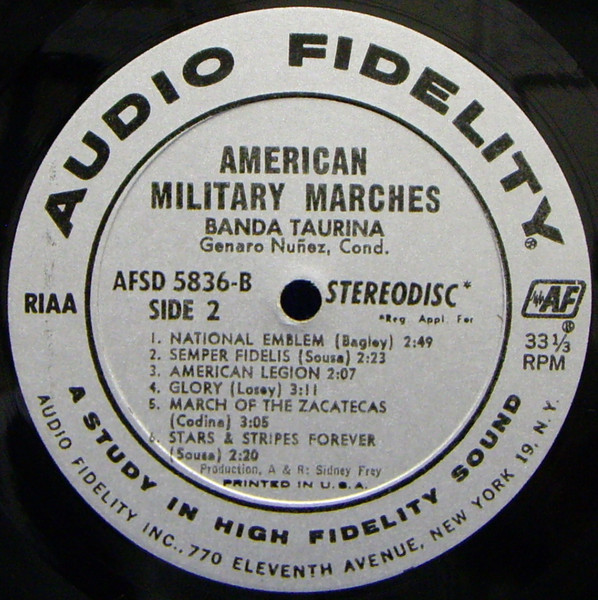 AUDIO FIDELITY®
AMERICAN
MILITARY MARCHES
BANDA TAURINA
Genaro Nuñez, Cond.
AFSD 5836-B
SIDE 2
STEREODISC*
*Reg. Appl. For
RIAA
AF®
33 1/3
RPM
1. NATIONAL EMBLEM (Bagley) 2:49
2. SEMPER FIDELIS (Sousa) 2:23
3. AMERICAN LEGION 2:07
4. GLORY (Losey) 3:11
5. MARCH OF THE ZACATECAS
(Codina) 3:05
6. STARS & STRIPES FOREVER
(Sousa) 2:20
Production, A & R: Sidney Frey
PRINTED IN U.S.A.
A STUDY IN HIGH FIDELITY SOUND
AUDIO FIDELITY INC., 770 ELEVENTH AVENUE, NEW YORK 19, N.Y.